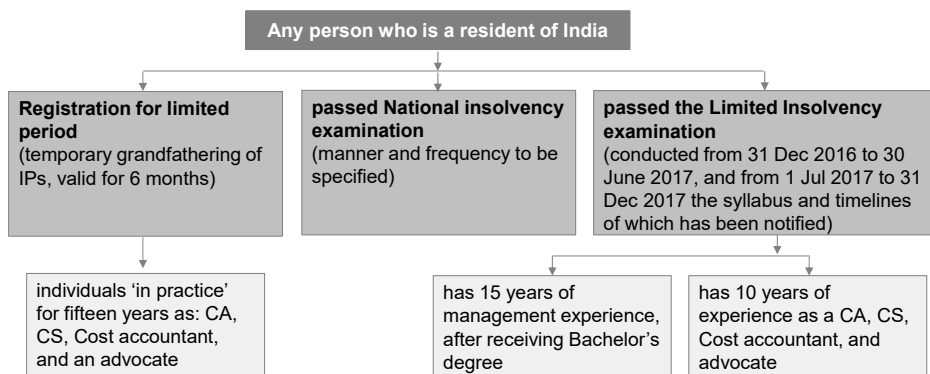 Any person who is a resident of India
Registration for limited
period
(temporary grandfathering of
IPs, valid for 6 months)
passed National insolvency
examination
(manner and frequency to be
specified)
passed the Limited Insolvency
examination
(conducted from 31 Dec 2016 to 30
June 2017, and from 1 Jul 2017 to 31
Dec 2017 the syllabus and timelines
of which has been notified)
individuals ‘in practice’
for fifteen years as: CA,
CS, Cost accountant,
and an advocate
has 15 years of
management experience,
after receiving Bachelor’s
degree
has 10 years of
experience as a CA, CS,
Cost accountant, and
advocate